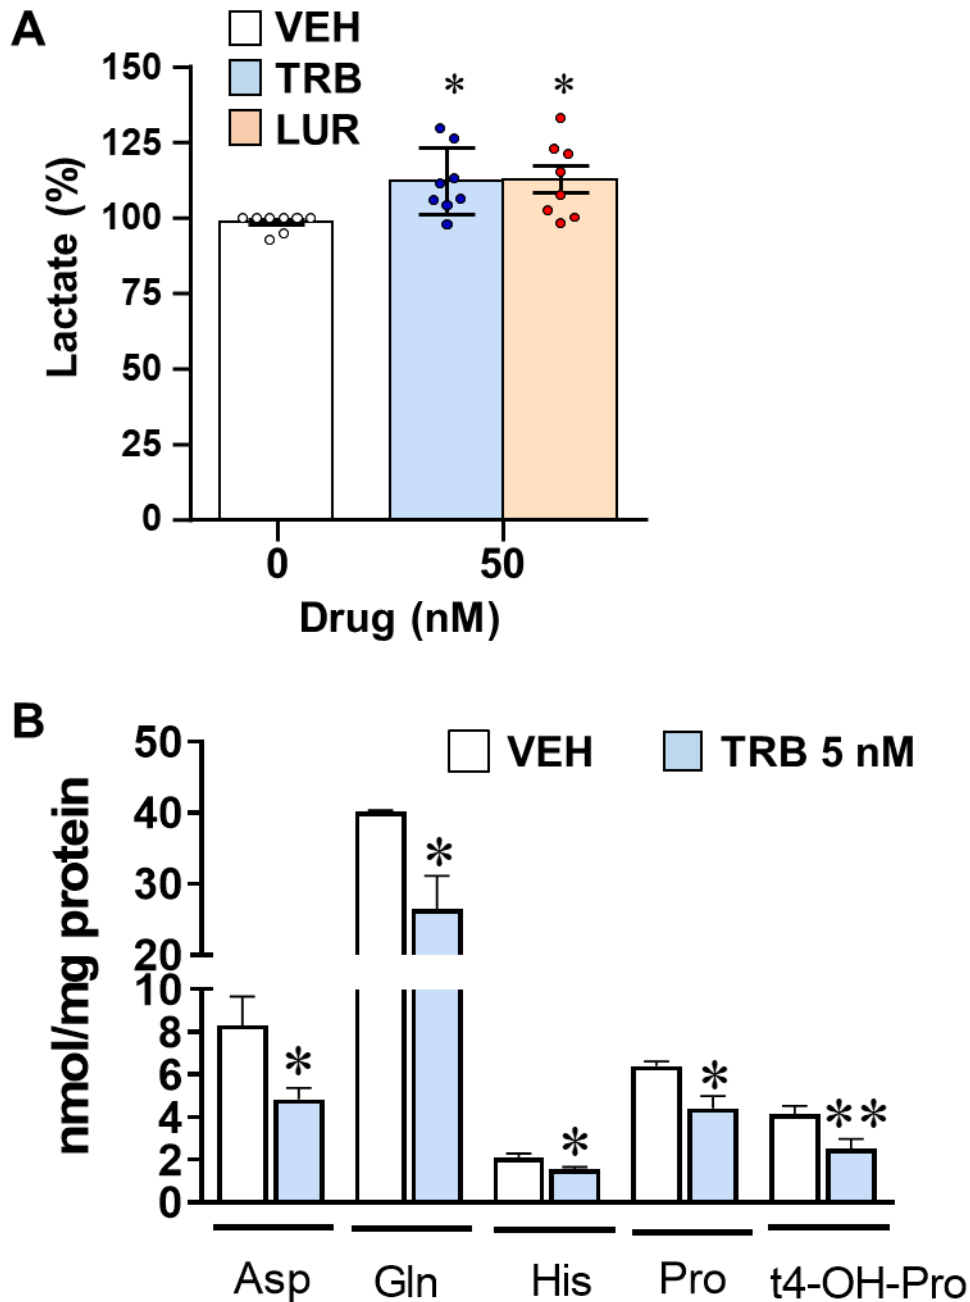 A
VEH
TRB
LUR
Lactate (%)
150
125
100
75
50
25
0
* *
0 50
Drug (nM)
B
VEH TRB 5 nM
nmol/mg protein
50
40
30
20
10
8
6
4
2
0
* * * * **
Asp Gln His Pro t4-OH-Pro